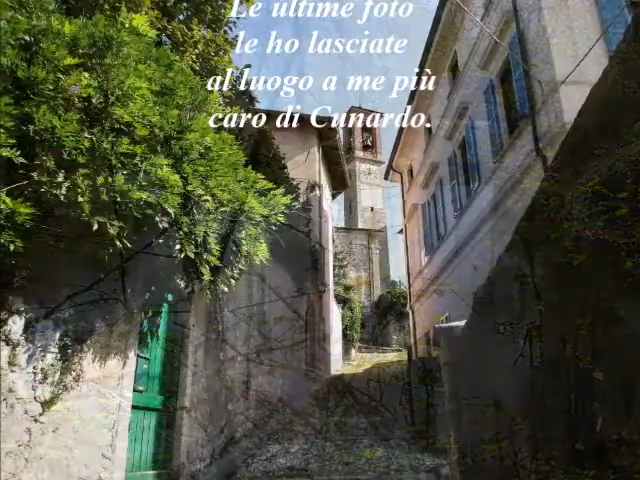 Le ultime foto
le ho lasciate
al luogo a me più
caro di Cunardo.